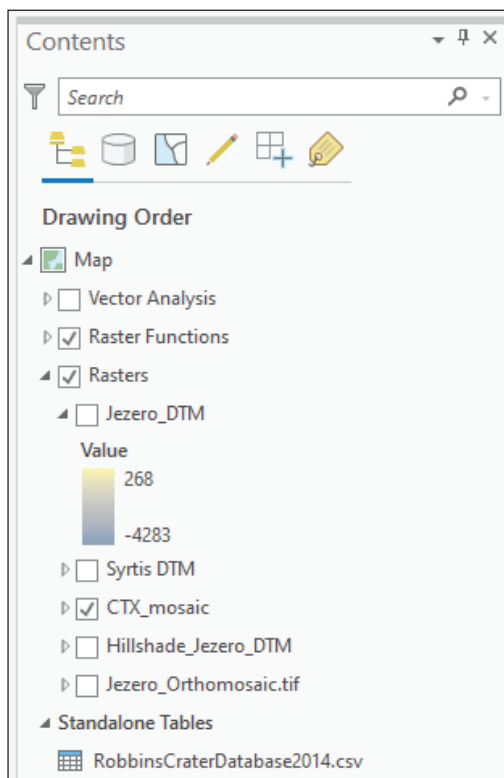 Contents
Search
Drawing Order
Map
Vector Analysis
Raster Functions
Rasters
Jezero_DTM
Value
268
-4283
Syrtis DTM
CTX_mosaic
Hillshade_Jezero_DTM
Jezero_Orthomosaic.tif
Standalone Tables
RobbinsCraterDatabase2014.csv